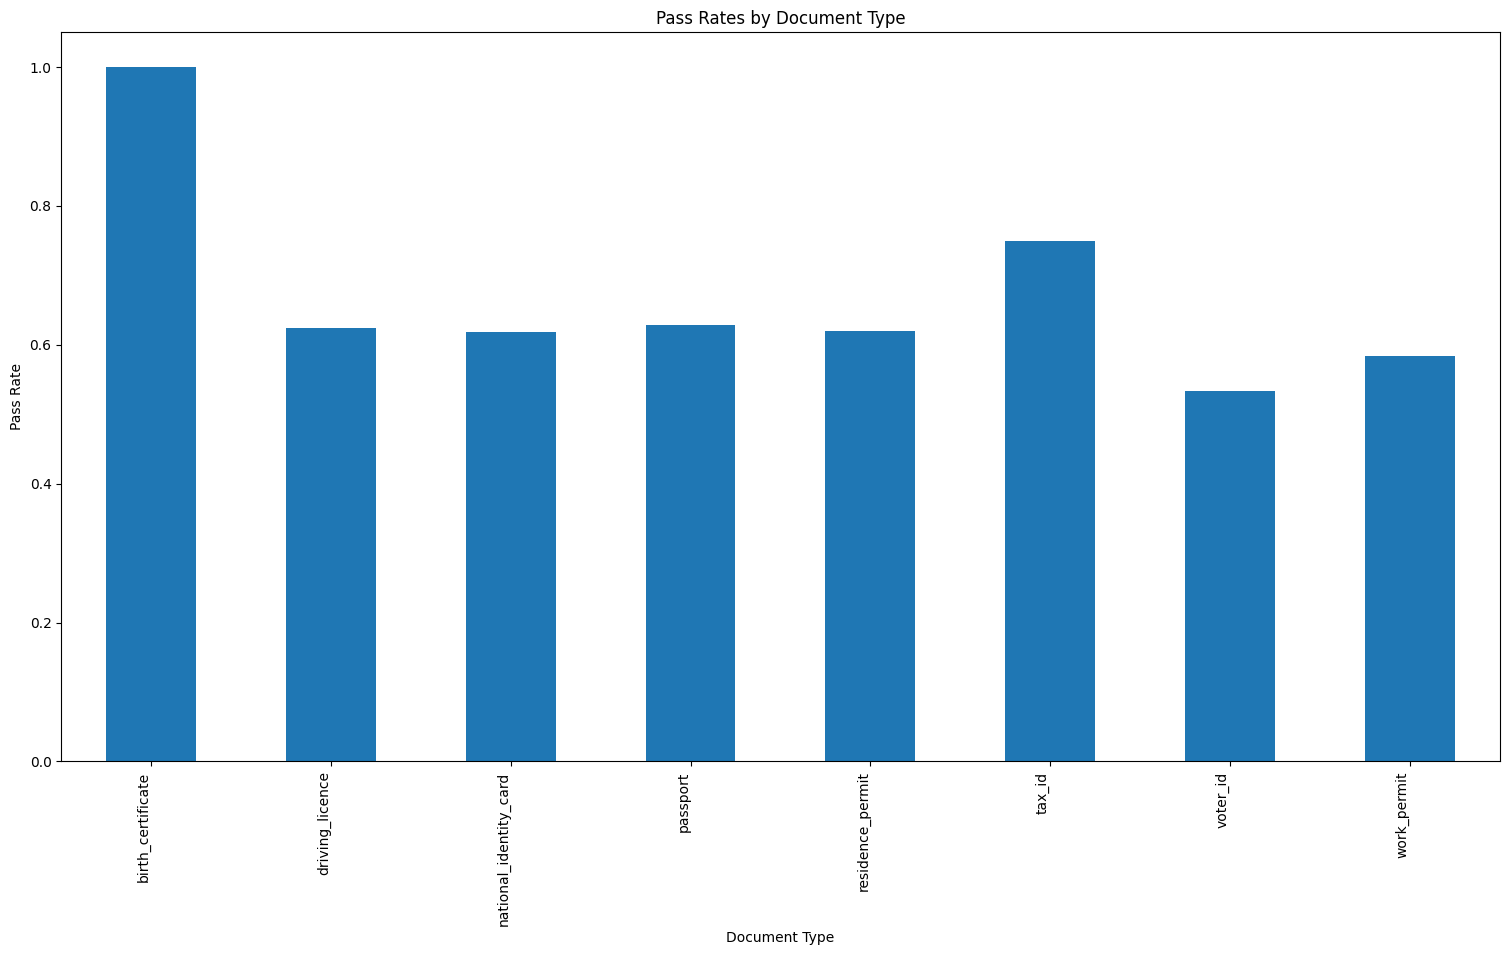 Pass Rates by Document Type
Pass Rate
1.0
0.8
0.6
0.4
0.2
0.0
birth_certificate
driving_licence
national_identity_card
passport
residence_permit
tax_id
voter_id
work_permit
Document Type